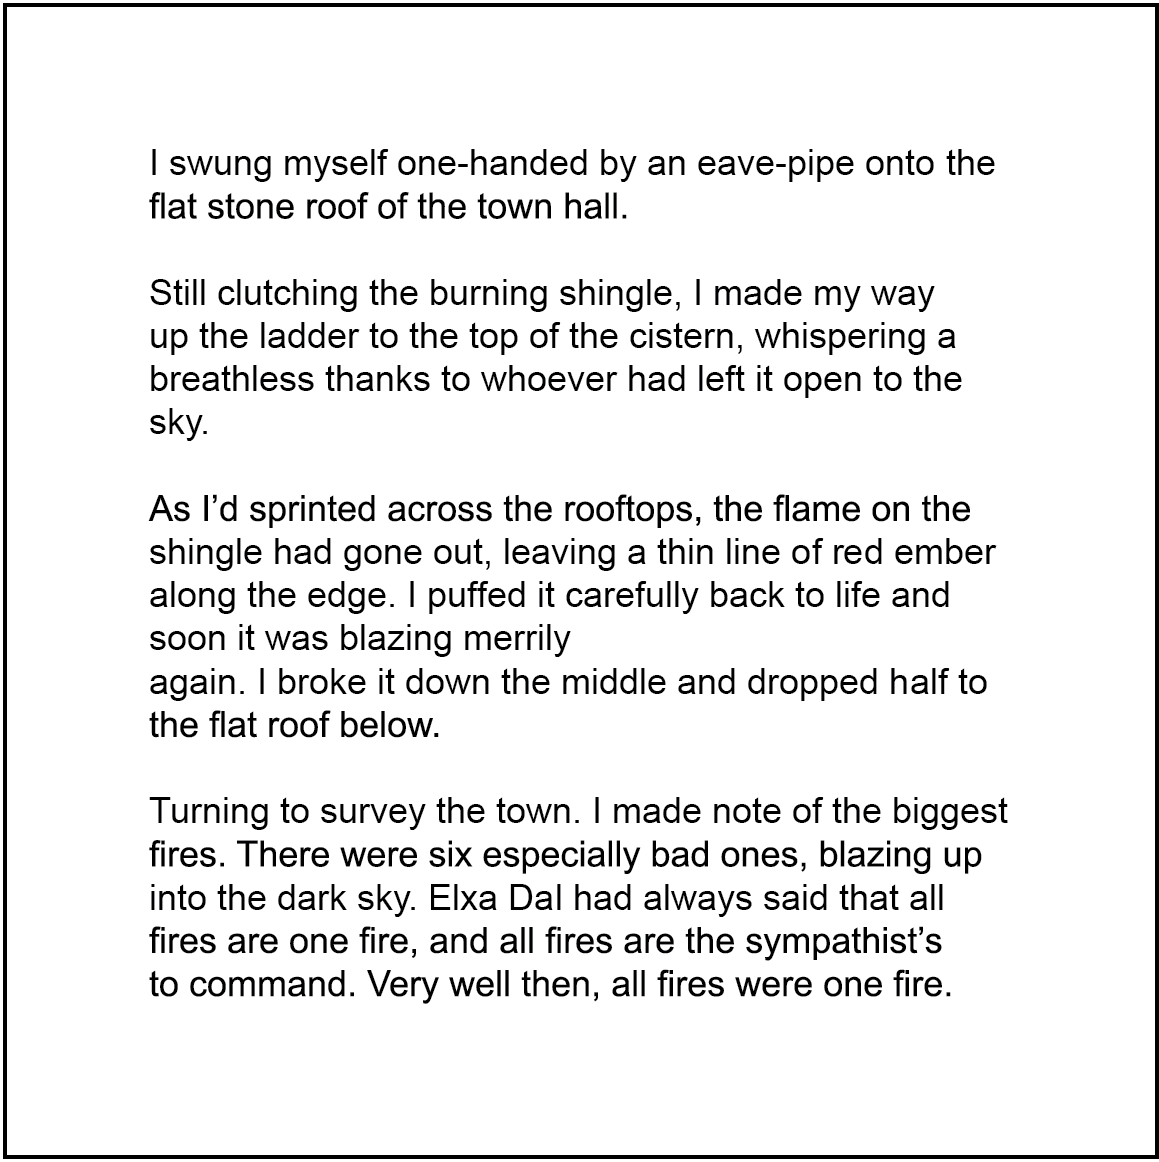 I swung myself one-handed by an eave-pipe onto the
flat stone roof of the town hall.
Still clutching the burning shingle, I made my way
up the ladder to the top of the cistern, whispering a
breathless thanks to whoever had left it open to the
sky.
As I’d sprinted across the rooftops, the flame on the
shingle had gone out, leaving a thin line of red ember
along the edge. I puffed it carefully back to life and
soon it was blazing merrily
again. I broke it down the middle and dropped half to
the flat roof below.
Turning to survey the town. I made note of the biggest
fires. There were six especially bad ones, blazing up
into the dark sky. Elxa Dal had always said that all
fires are one fire, and all fires are the sympathist’s
to command. Very well then, all fires were one fire.